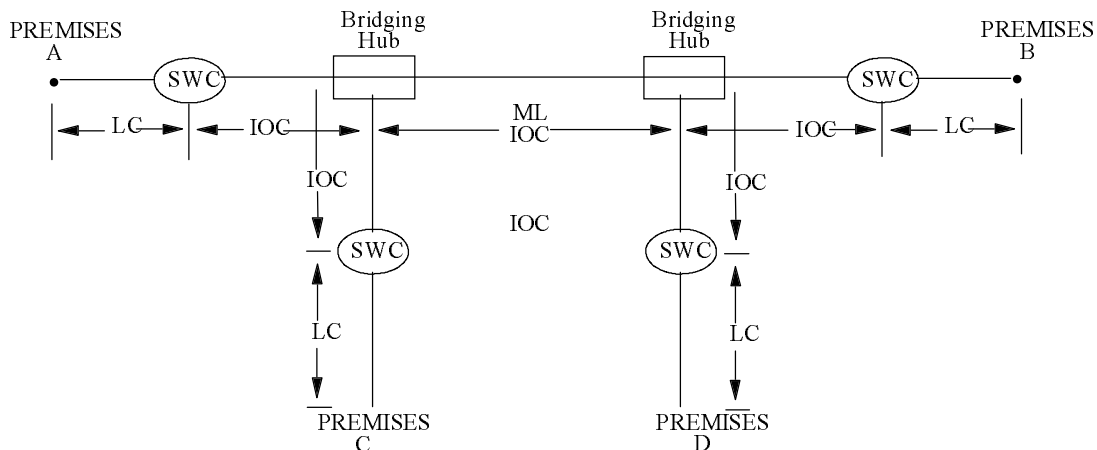 PREMISES
A
Bridging
Hub
Bridging
Hub
PREMISES
B
SWC
SWC
LC
IOC
ML
IOC
IOC
LC
IOC
IOC
IOC
SWC
SWC
LC
LC
PREMISES
C
PREMISES
D